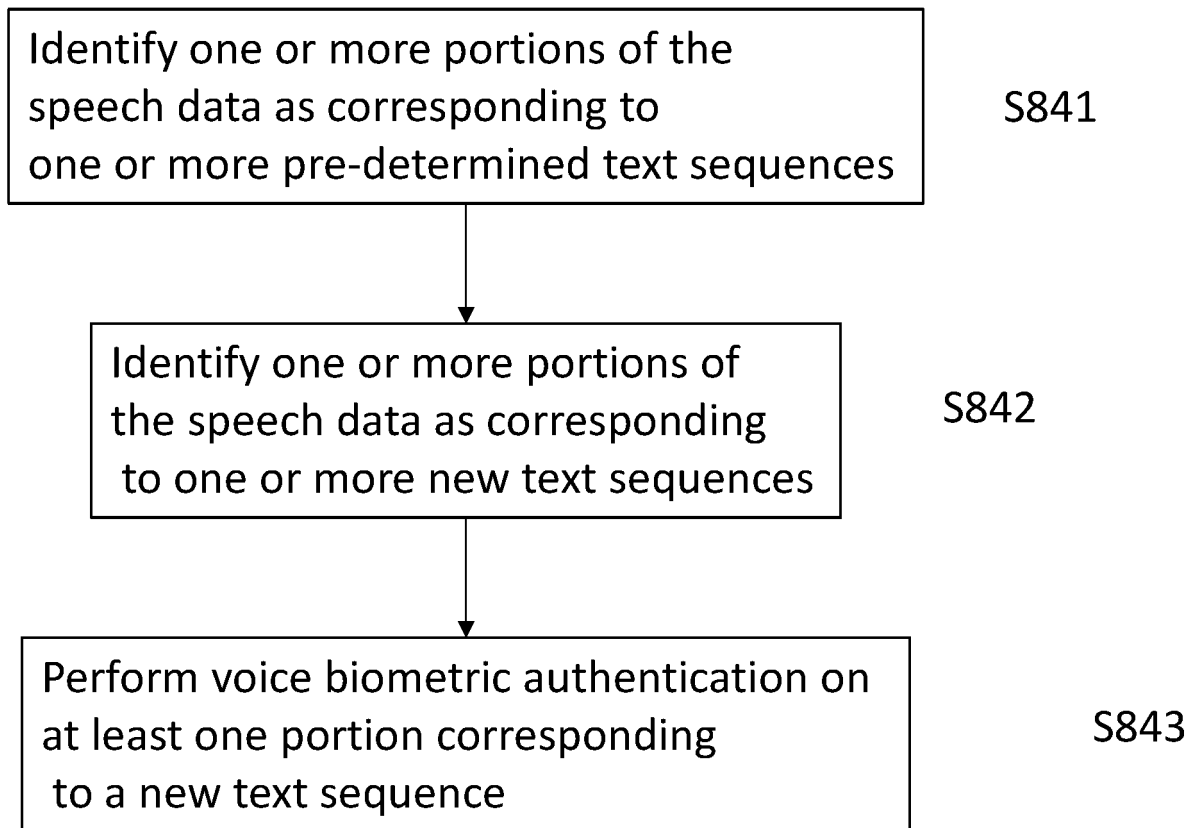 Identify one or more portions of the
speech data as corresponding to
one or more pre-determined text sequences
S841
Identify one or more portions of
the speech data as corresponding
to one or more new text sequences
S842
Perform voice biometric authentication on
at least one portion corresponding
to a new text sequence
S843